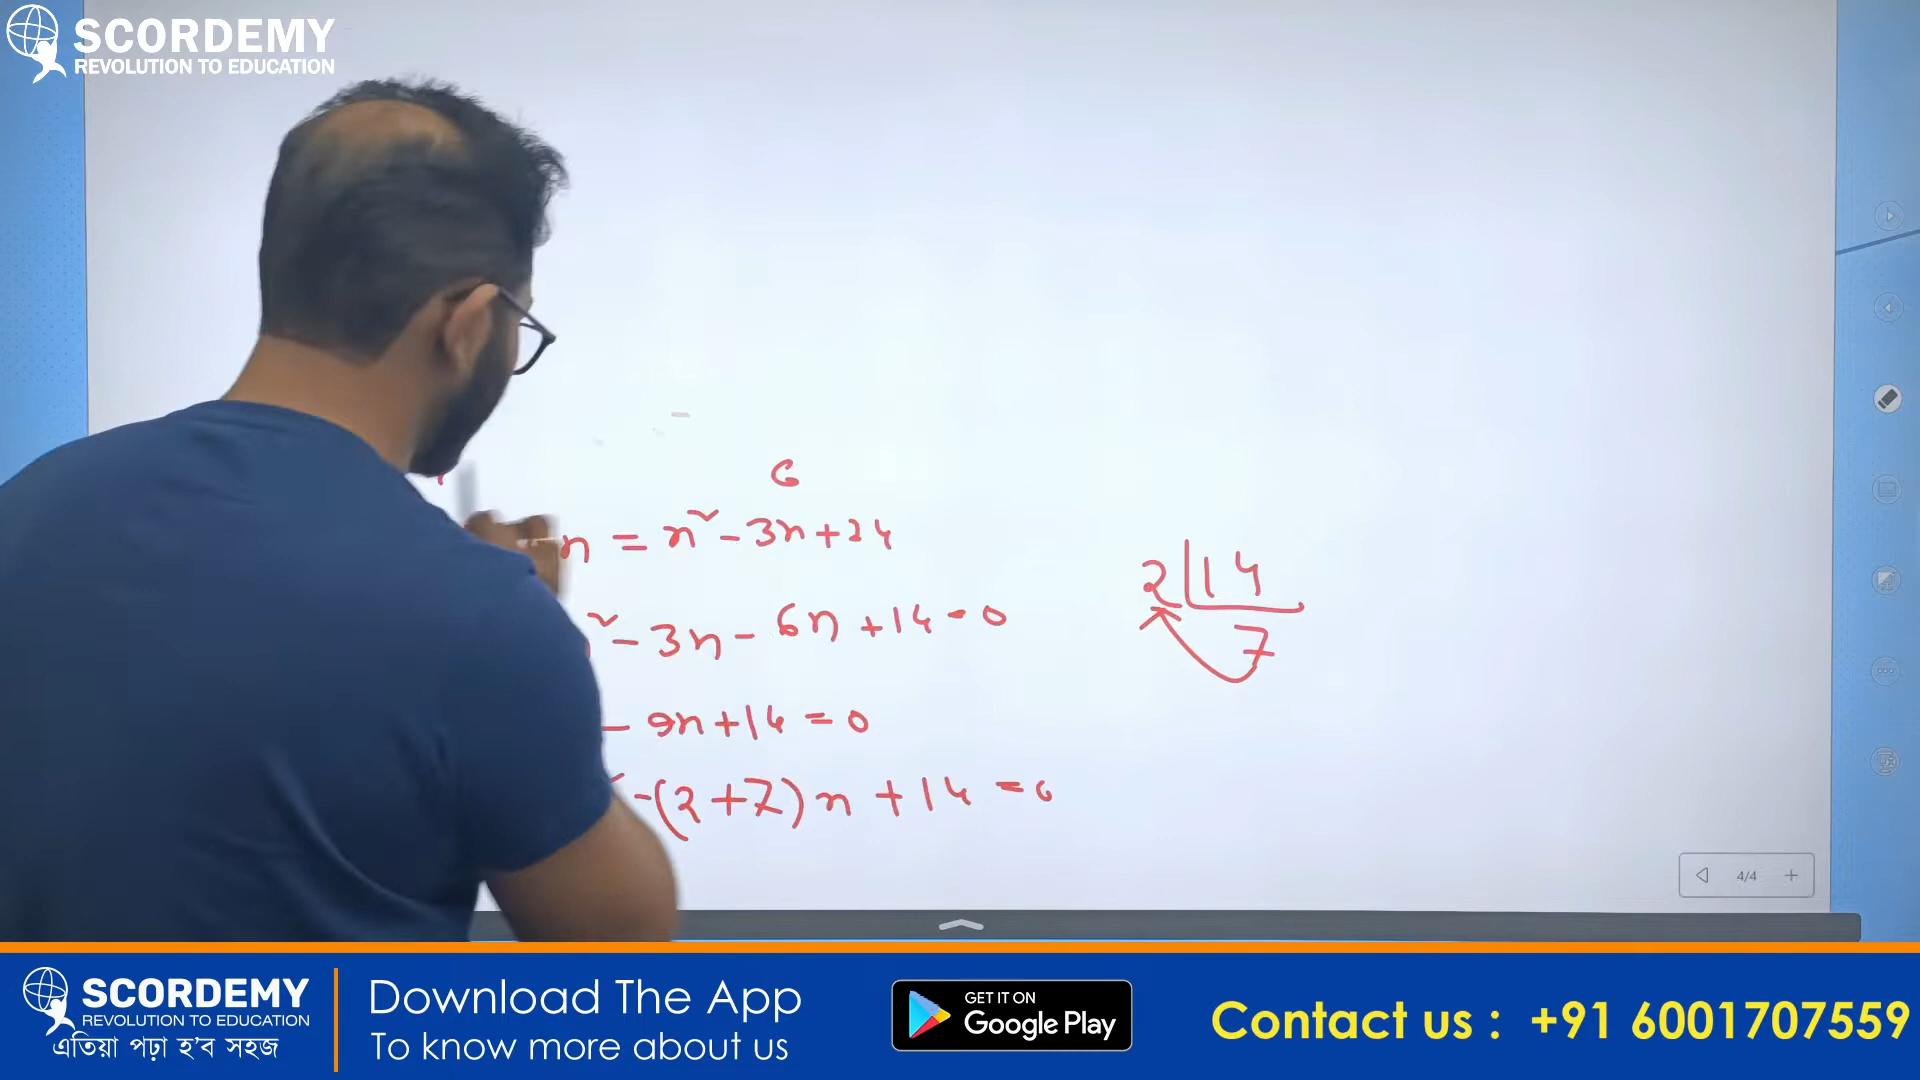 SCORDEMY
REVOLUTION TO EDUCATION
6
n = n² - 3n + 24
² - 3n - 6n + 14 = 0
- 9n + 14 = 0
- (2 + 7) n + 14 = 0
2 | 14
7
4/4
SCORDEMY
REVOLUTION TO EDUCATION
এতিয়া পঢ়া হ'ব সহজ
Download The App
To know more about us
GET IT ON
Google Play
Contact us : +91 6001707559